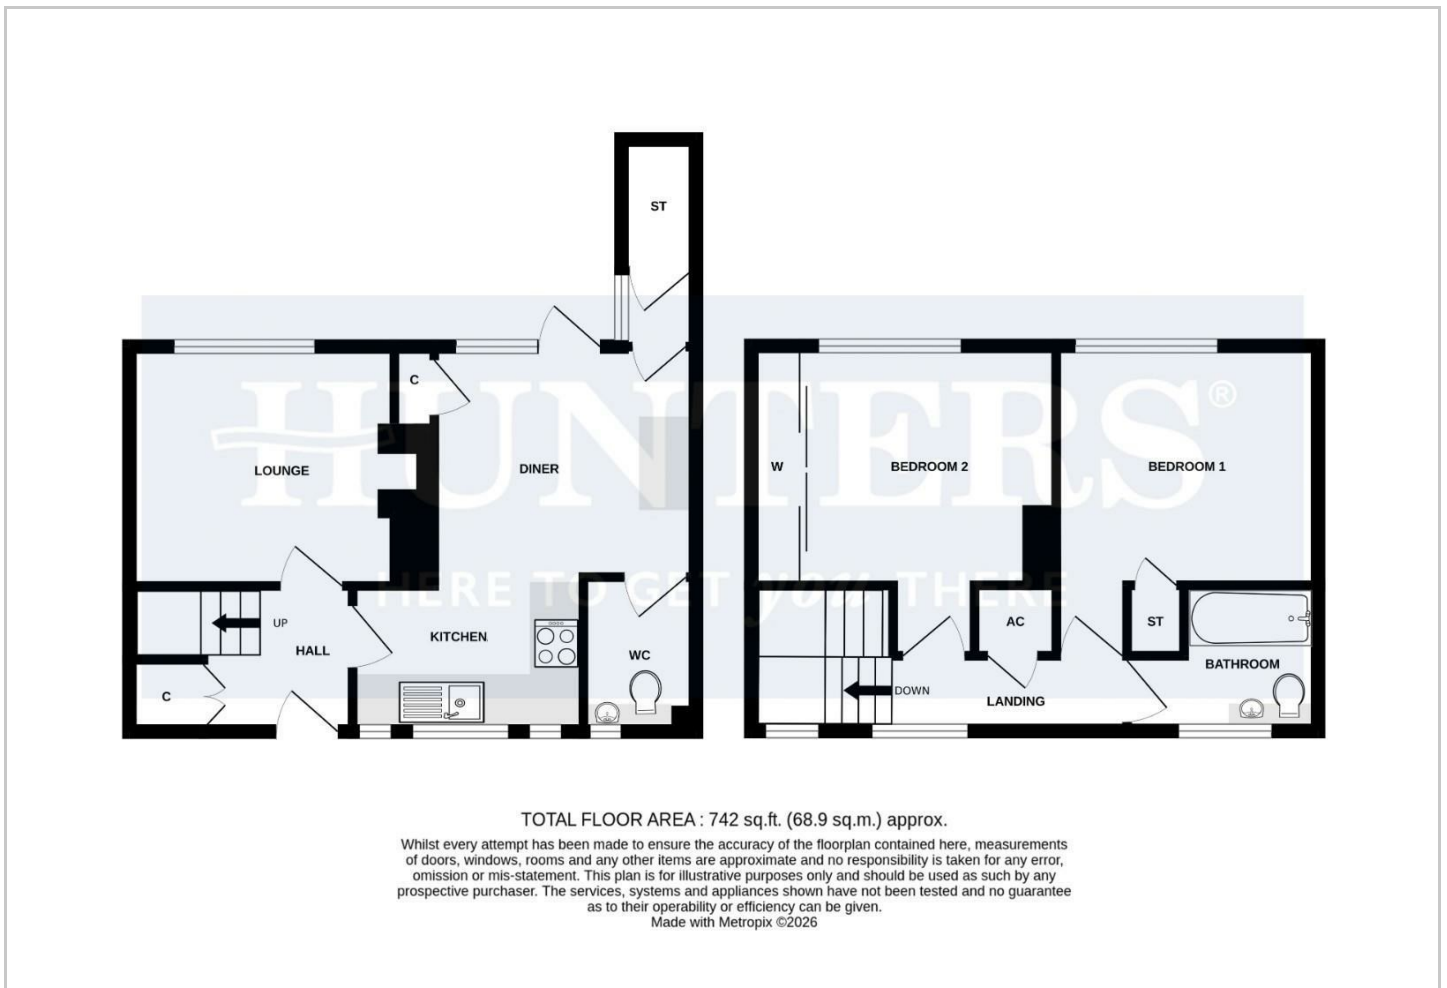 ST
C
LOUNGE
DINER
UP
HALL
KITCHEN
WC
C
W
BEDROOM 2
BEDROOM 1
AC
ST
BATHROOM
DOWN
LANDING
HUNTERS®
HERE TO GET you THERE
TOTAL FLOOR AREA : 742 sq.ft. (68.9 sq.m.) approx.
Whilst every attempt has been made to ensure the accuracy of the floorplan contained here, measurements
of doors, windows, rooms and any other items are approximate and no responsibility is taken for any error,
omission or mis-statement. This plan is for illustrative purposes only and should be used as such by any
prospective purchaser. The services, systems and appliances shown have not been tested and no guarantee
as to their operability or efficiency can be given.
Made with Metropix ©2026